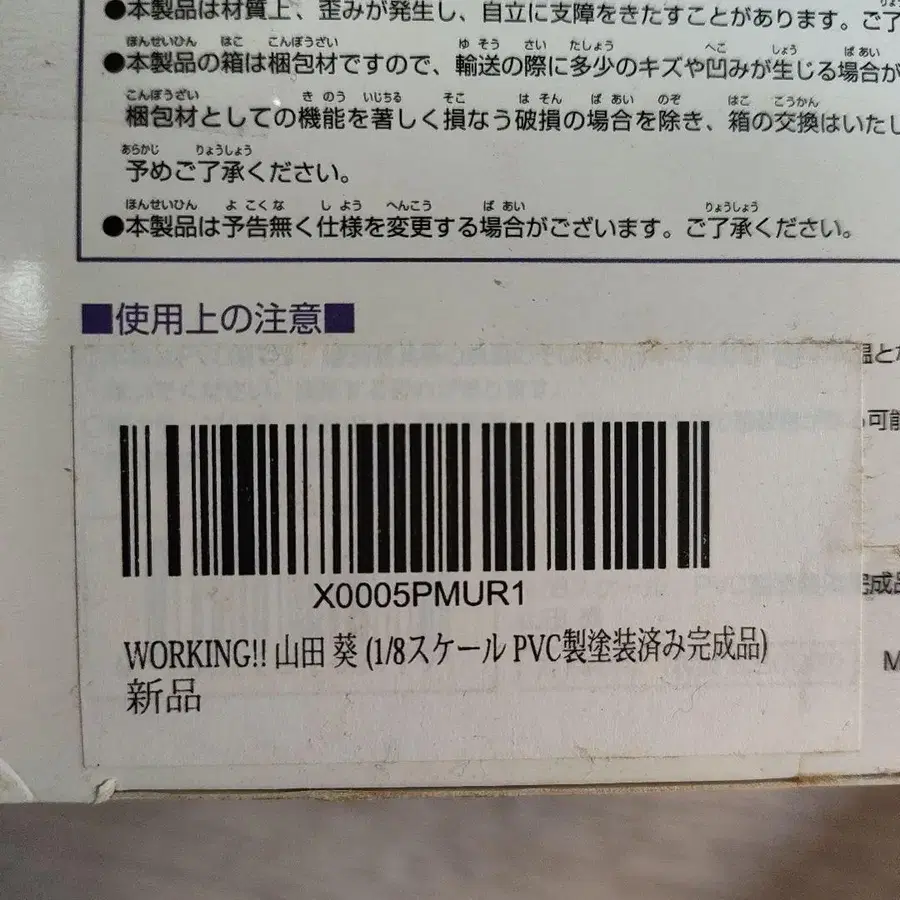 ●本製品は材質上、歪みが発生し、自立に支障をきたすことがあります。ご了
ほんせいひん はこ こんぽうざい ゆそう さい たしょう へこ しょう ばあい
●本製品の箱は梱包材ですので、輸送の際に多少のキズや凹みが生じる場合が
こんぽうざい きのう いじちる そこ はそん ばあい のぞ はこ こうかん
梱包材としての機能を著しく損なう破損の場合を除き、箱の交換はいたし
あらかじ りょうしょう
予めご了承ください。
ほんせいひん よこくな しよう へんこう ばあい りょうしょう
●本製品は予告無く仕様を変更する場合がございます。ご了承ください。
■使用上の注意■
温とな
可能
X0005PMUR1
完成品
WORKING!! 山田 葵 (1/8スケール PVC製塗装済み完成品)
M
新品